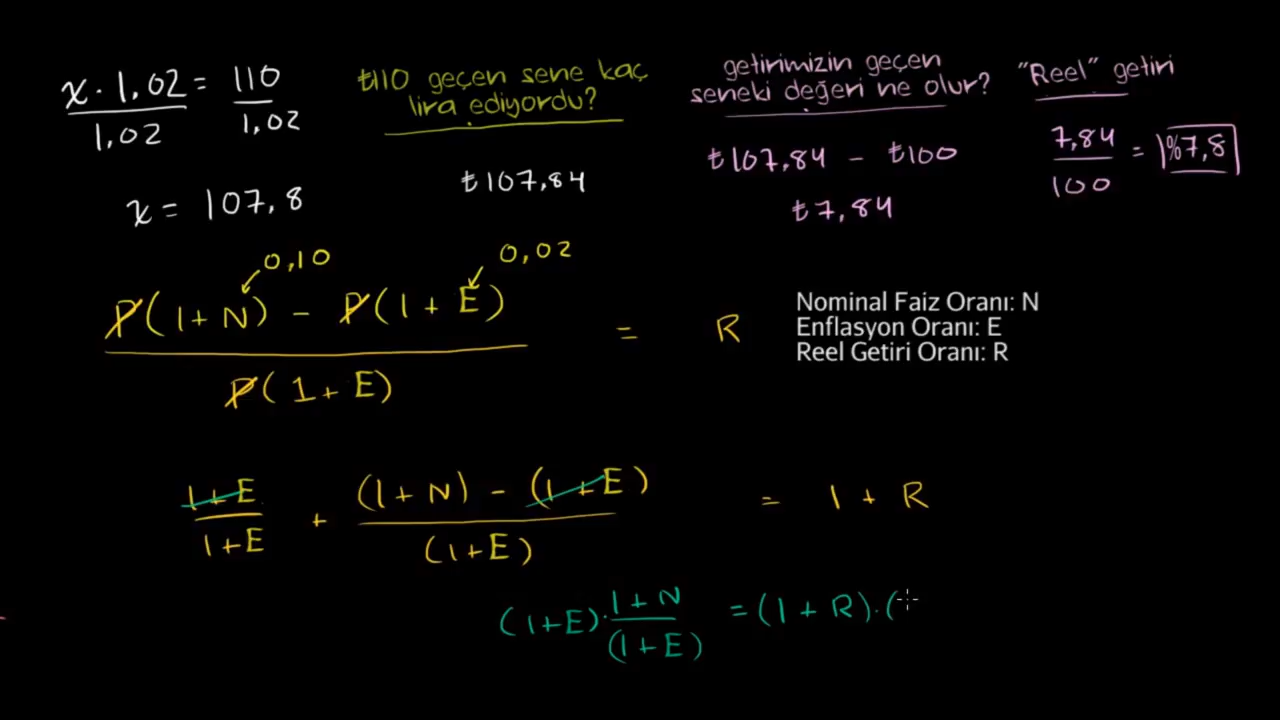 x · 1,02 = 110
1,02 1,02
x = 107,8
₺110 geçen sene kaç
lira ediyordu?
₺107,84
getirimizin geçen
seneki değeri ne olur?
₺107,84 - ₺100
₺7,84
"Reel" getiri
7,84
100
= %7,8
0,10 0,02
P(1+N) - P(1+E)
P(1+E)
= R
Nominal Faiz Oranı: N
Enflasyon Oranı: E
Reel Getiri Oranı: R
1+E + (1+N) - (1+E) = 1 + R
1+E (1+E)
(1+E) · 1+N = (1+R) · (
(1+E)